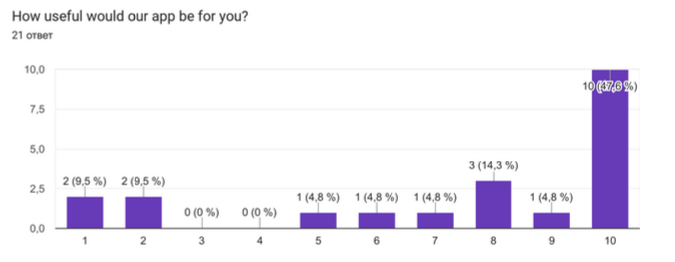 How useful would our app be for you?
21 ответ
10,0
7,5
5,0
2,5
0,0
2 (9,5 %) 2 (9,5 %) 0 (0 %) 0 (0 %) 1 (4,8 %) 1 (4,8 %) 1 (4,8 %) 3 (14,3 %) 1 (4,8 %) 10 (47,6 %)
1 2 3 4 5 6 7 8 9 10